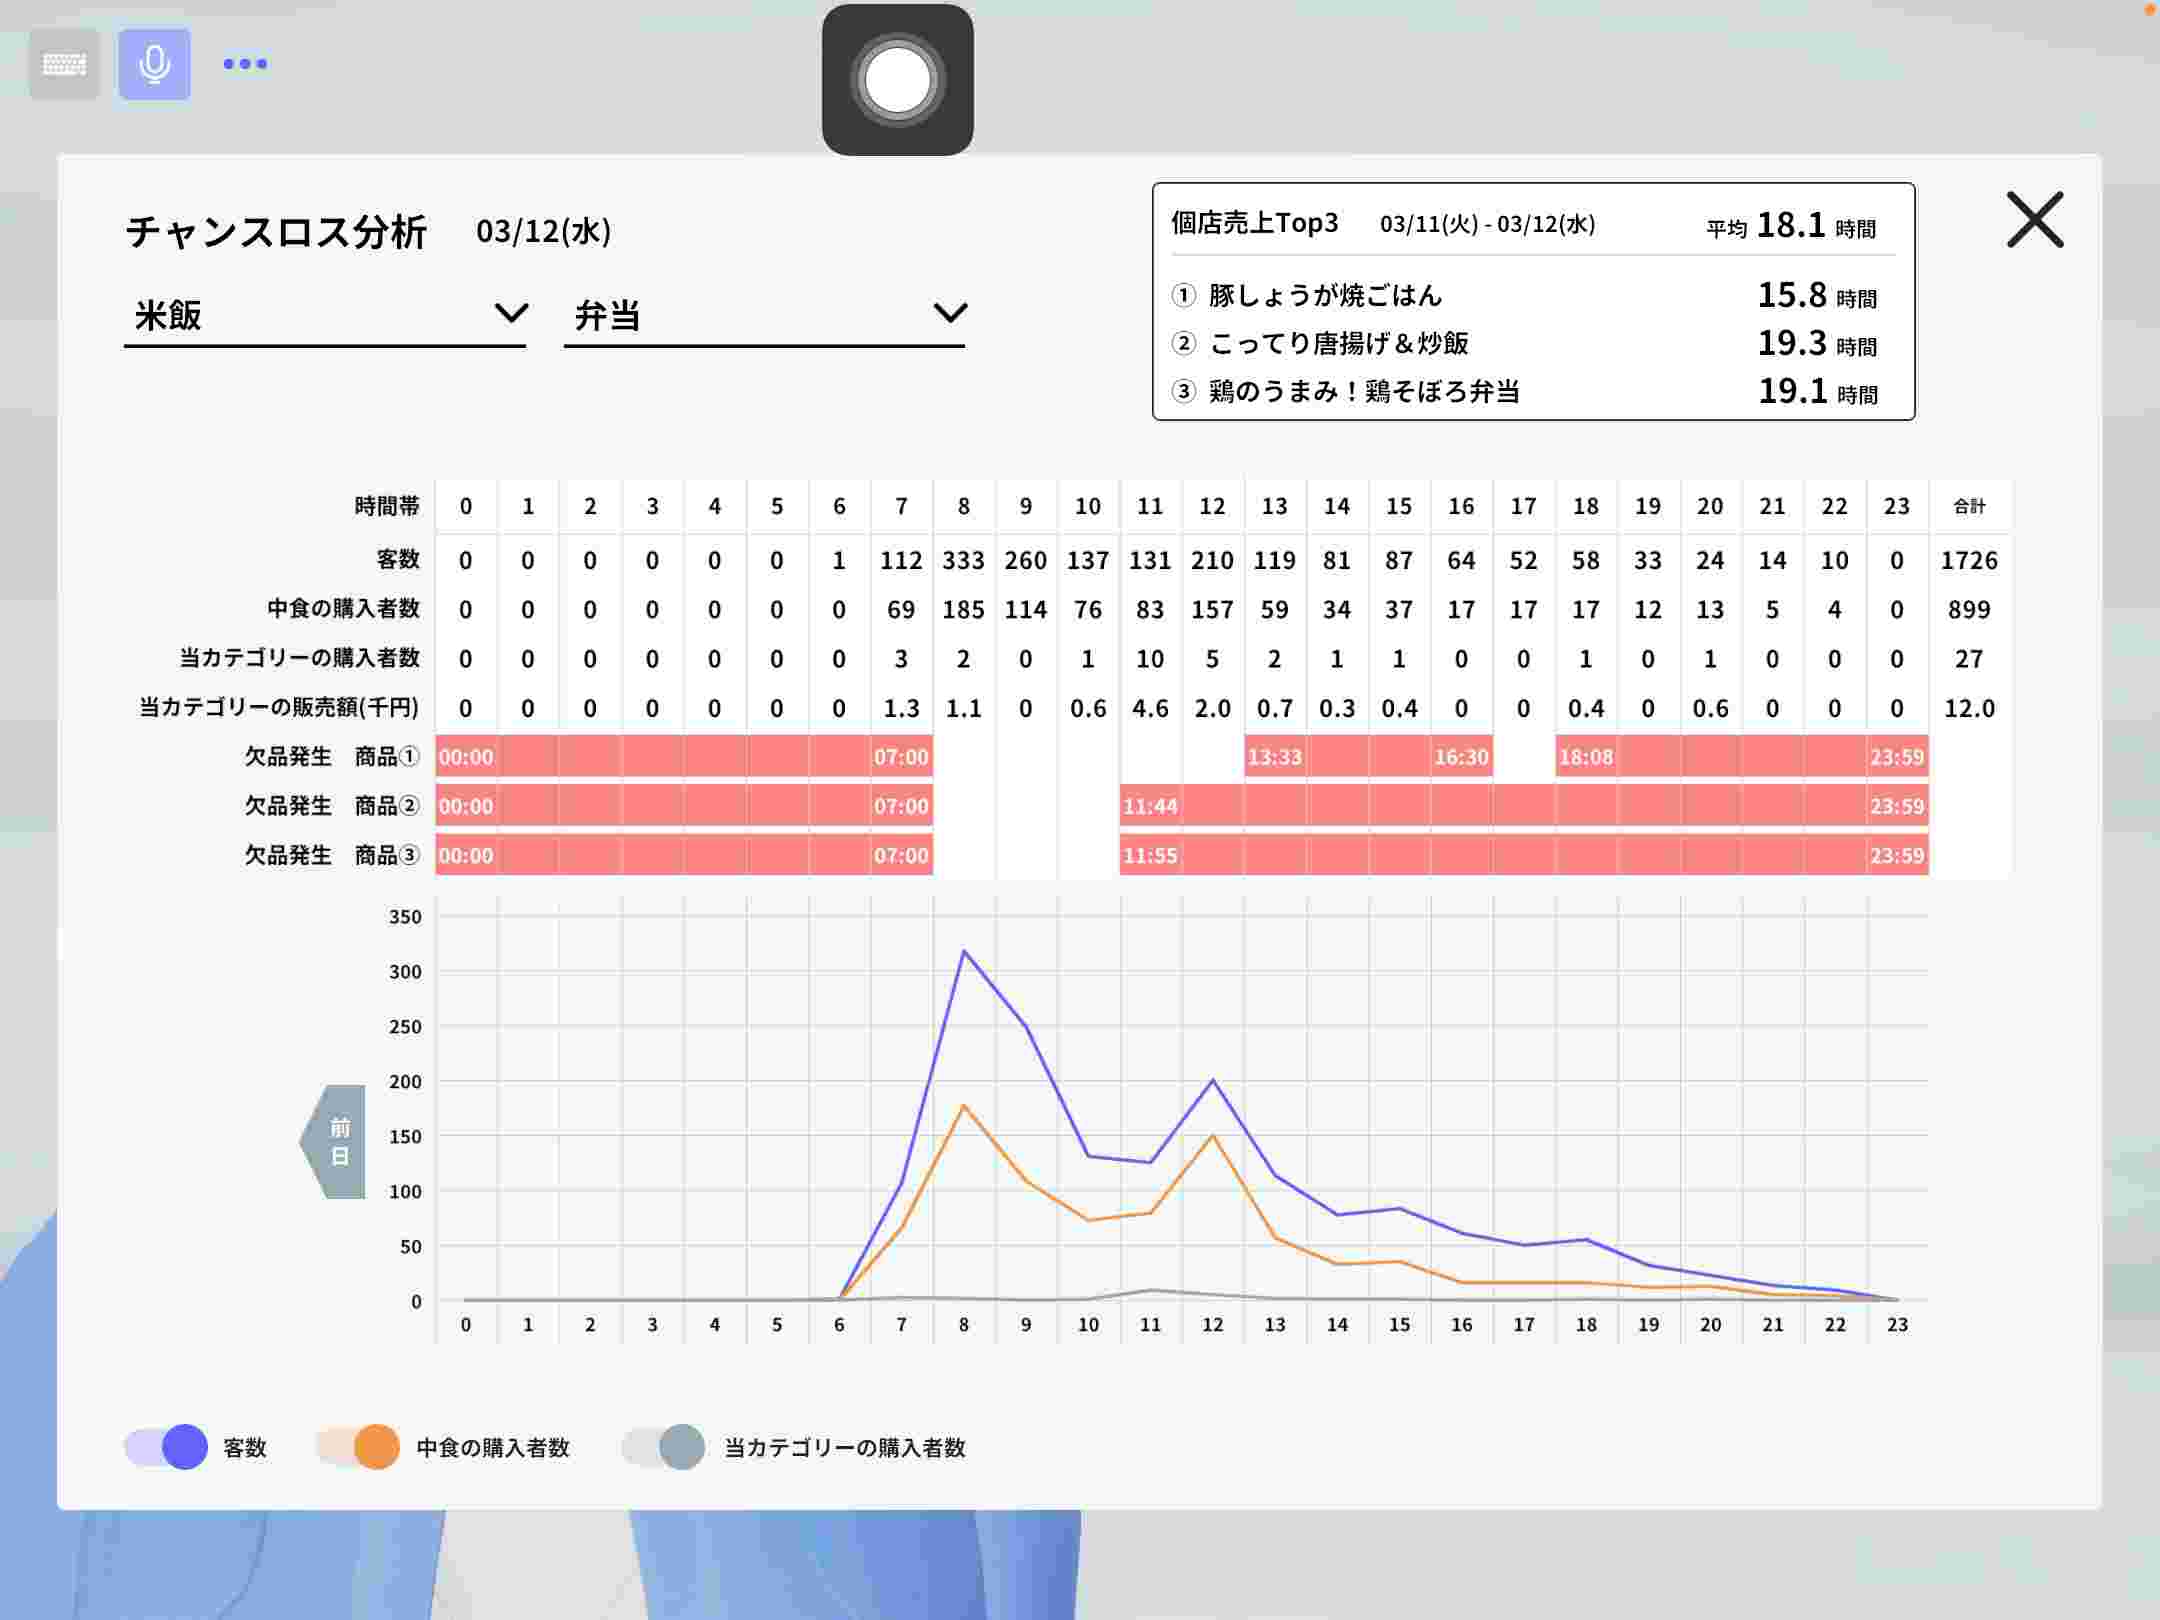 チャンスロス分析 03/12(水)
米飯 弁当
個店売上Top3 03/11(火) - 03/12(水) 平均 18.1 時間
① 豚しょうが焼ごはん 15.8 時間
② こってり唐揚げ＆炒飯 19.3 時間
③ 鶏のうまみ！鶏そぼろ弁当 19.1 時間
時間帯 0 1 2 3 4 5 6 7 8 9 10 11 12 13 14 15 16 17 18 19 20 21 22 23 合計
客数 0 0 0 0 0 0 1 112 333 260 137 131 210 119 81 87 64 52 58 33 24 14 10 0 1726
中食の購入者数 0 0 0 0 0 0 0 69 185 114 76 83 157 59 34 37 17 17 17 12 13 5 4 0 899
当カテゴリーの購入者数 0 0 0 0 0 0 0 3 2 0 1 10 5 2 1 1 0 0 1 0 1 0 0 0 27
当カテゴリーの販売額(千円) 0 0 0 0 0 0 0 1.3 1.1 0 0.6 4.6 2.0 0.7 0.3 0.4 0 0 0.4 0 0.6 0 0 0 12.0
欠品発生 商品① 00:00 07:00 13:33 16:30 18:08 23:59
欠品発生 商品② 00:00 07:00 11:44 23:59
欠品発生 商品③ 00:00 07:00 11:55 23:59
350
300
250
200
150
100
50
0
前日
0 1 2 3 4 5 6 7 8 9 10 11 12 13 14 15 16 17 18 19 20 21 22 23
客数 中食の購入者数 当カテゴリーの購入者数